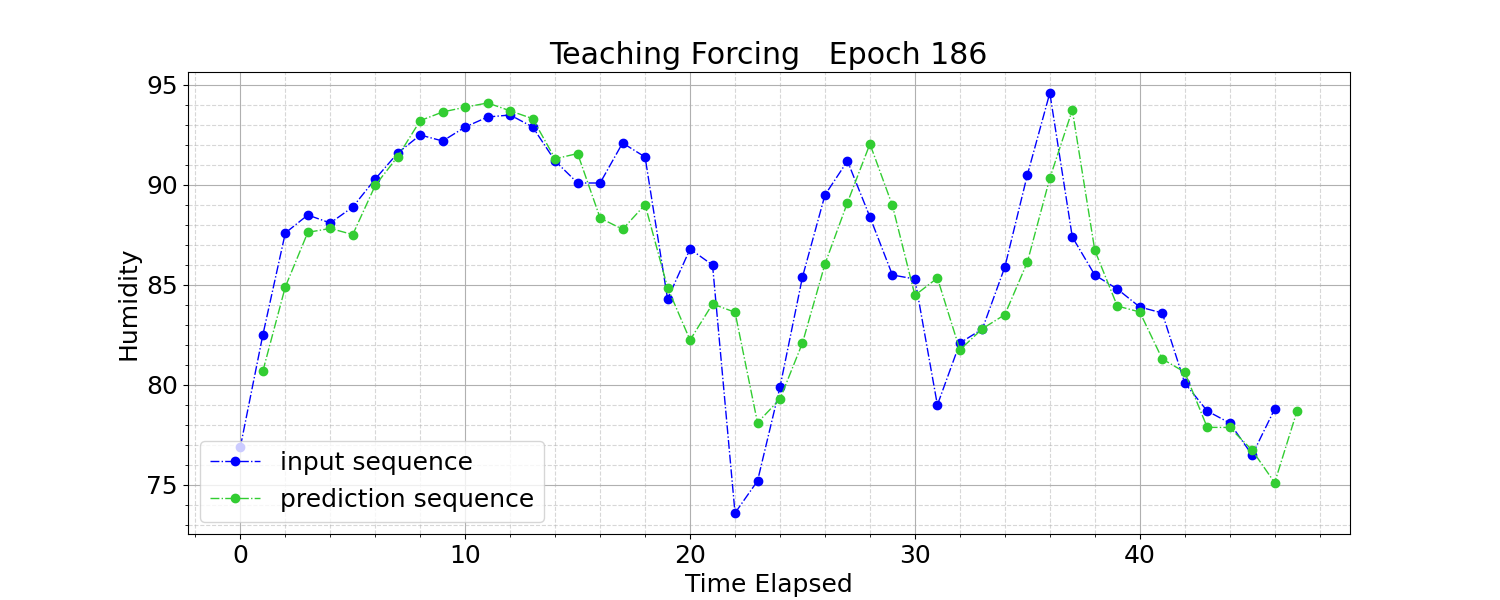 Teaching Forcing   Epoch 186
95
90
85
80
75
Humidity
input sequence
prediction sequence
0 10 20 30 40
Time Elapsed